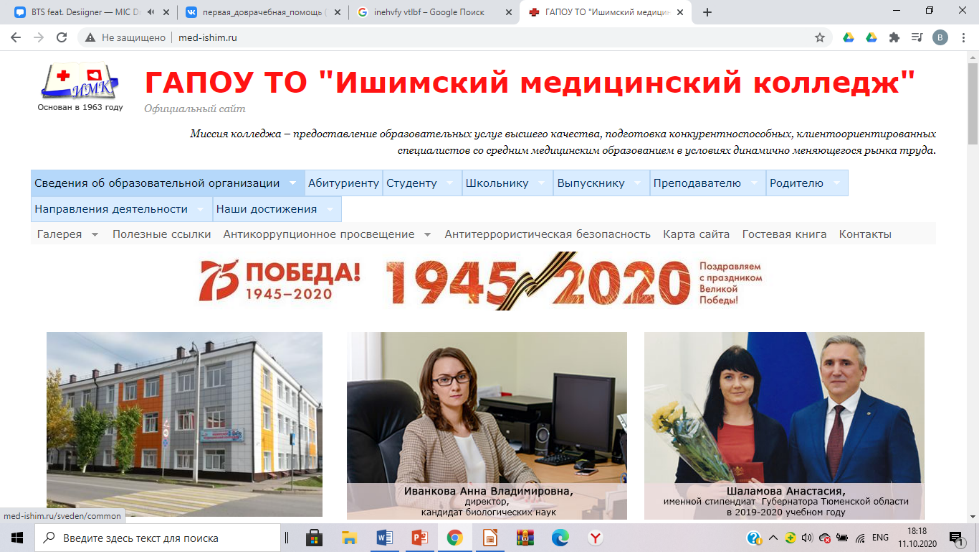 BTS feat. Desiigner — MIC D
первая_доврачебная_помощь
inehvfy vtlbf – Google Поиск
ГАПОУ ТО "Ишимский медицин
Не защищено | med-ishim.ru
В
ИМК
Основан в 1963 году
ГАПОУ ТО "Ишимский медицинский колледж"
Официальный сайт
Миссия колледжа – предоставление образовательных услуг высшего качества, подготовка конкурентноспособных, клиентоориентированных
специалистов со средним медицинским образованием в условиях динамично меняющегося рынка труда.
Сведения об образовательной организации Абитуриенту Студенту Школьнику Выпускнику Преподавателю Родителю
Направления деятельности Наши достижения
Галерея Полезные ссылки Антикоррупционное просвещение Антитеррористическая безопасность Карта сайта Гостевая книга Контакты
75 ПОБЕДА!
1945–2020
1945 2020
Поздравляем
с праздником
Великой
Победы!
Иванкова Анна Владимировна,
директор,
кандидат биологических наук
Шаламова Анастасия,
именной стипендиат Губернатора Тюменской области
в 2019-2020 учебном году
med-ishim.ru/sveden/common
Введите здесь текст для поиска
ENG
18:18
11.10.2020
1